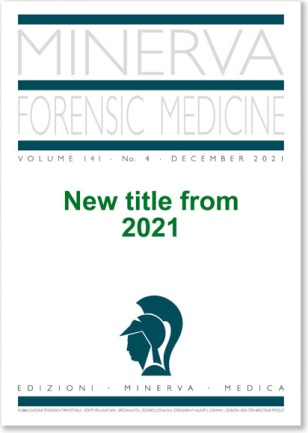 MINERVA
FORENSIC MEDICINE
VOLUME 141 · No. 4 · DECEMBER 2021
New title from
2021
EDIZIONI · MINERVA · MEDICA